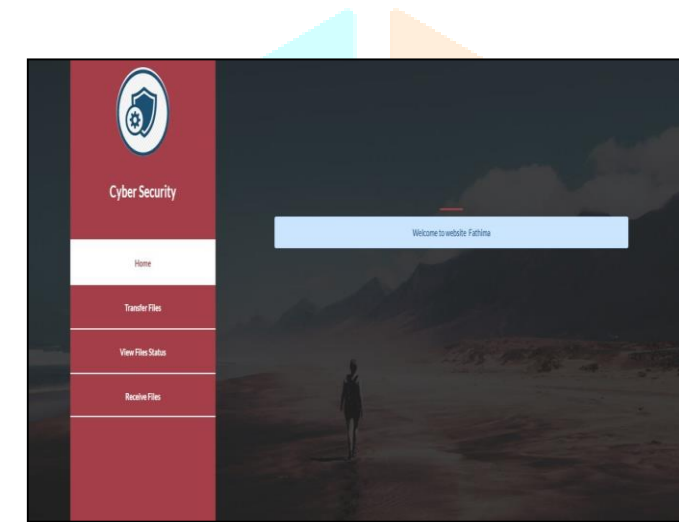 Cyber Security
Welcome to website Fathima
Home
Transfer Files
View Files Status
Receive Files